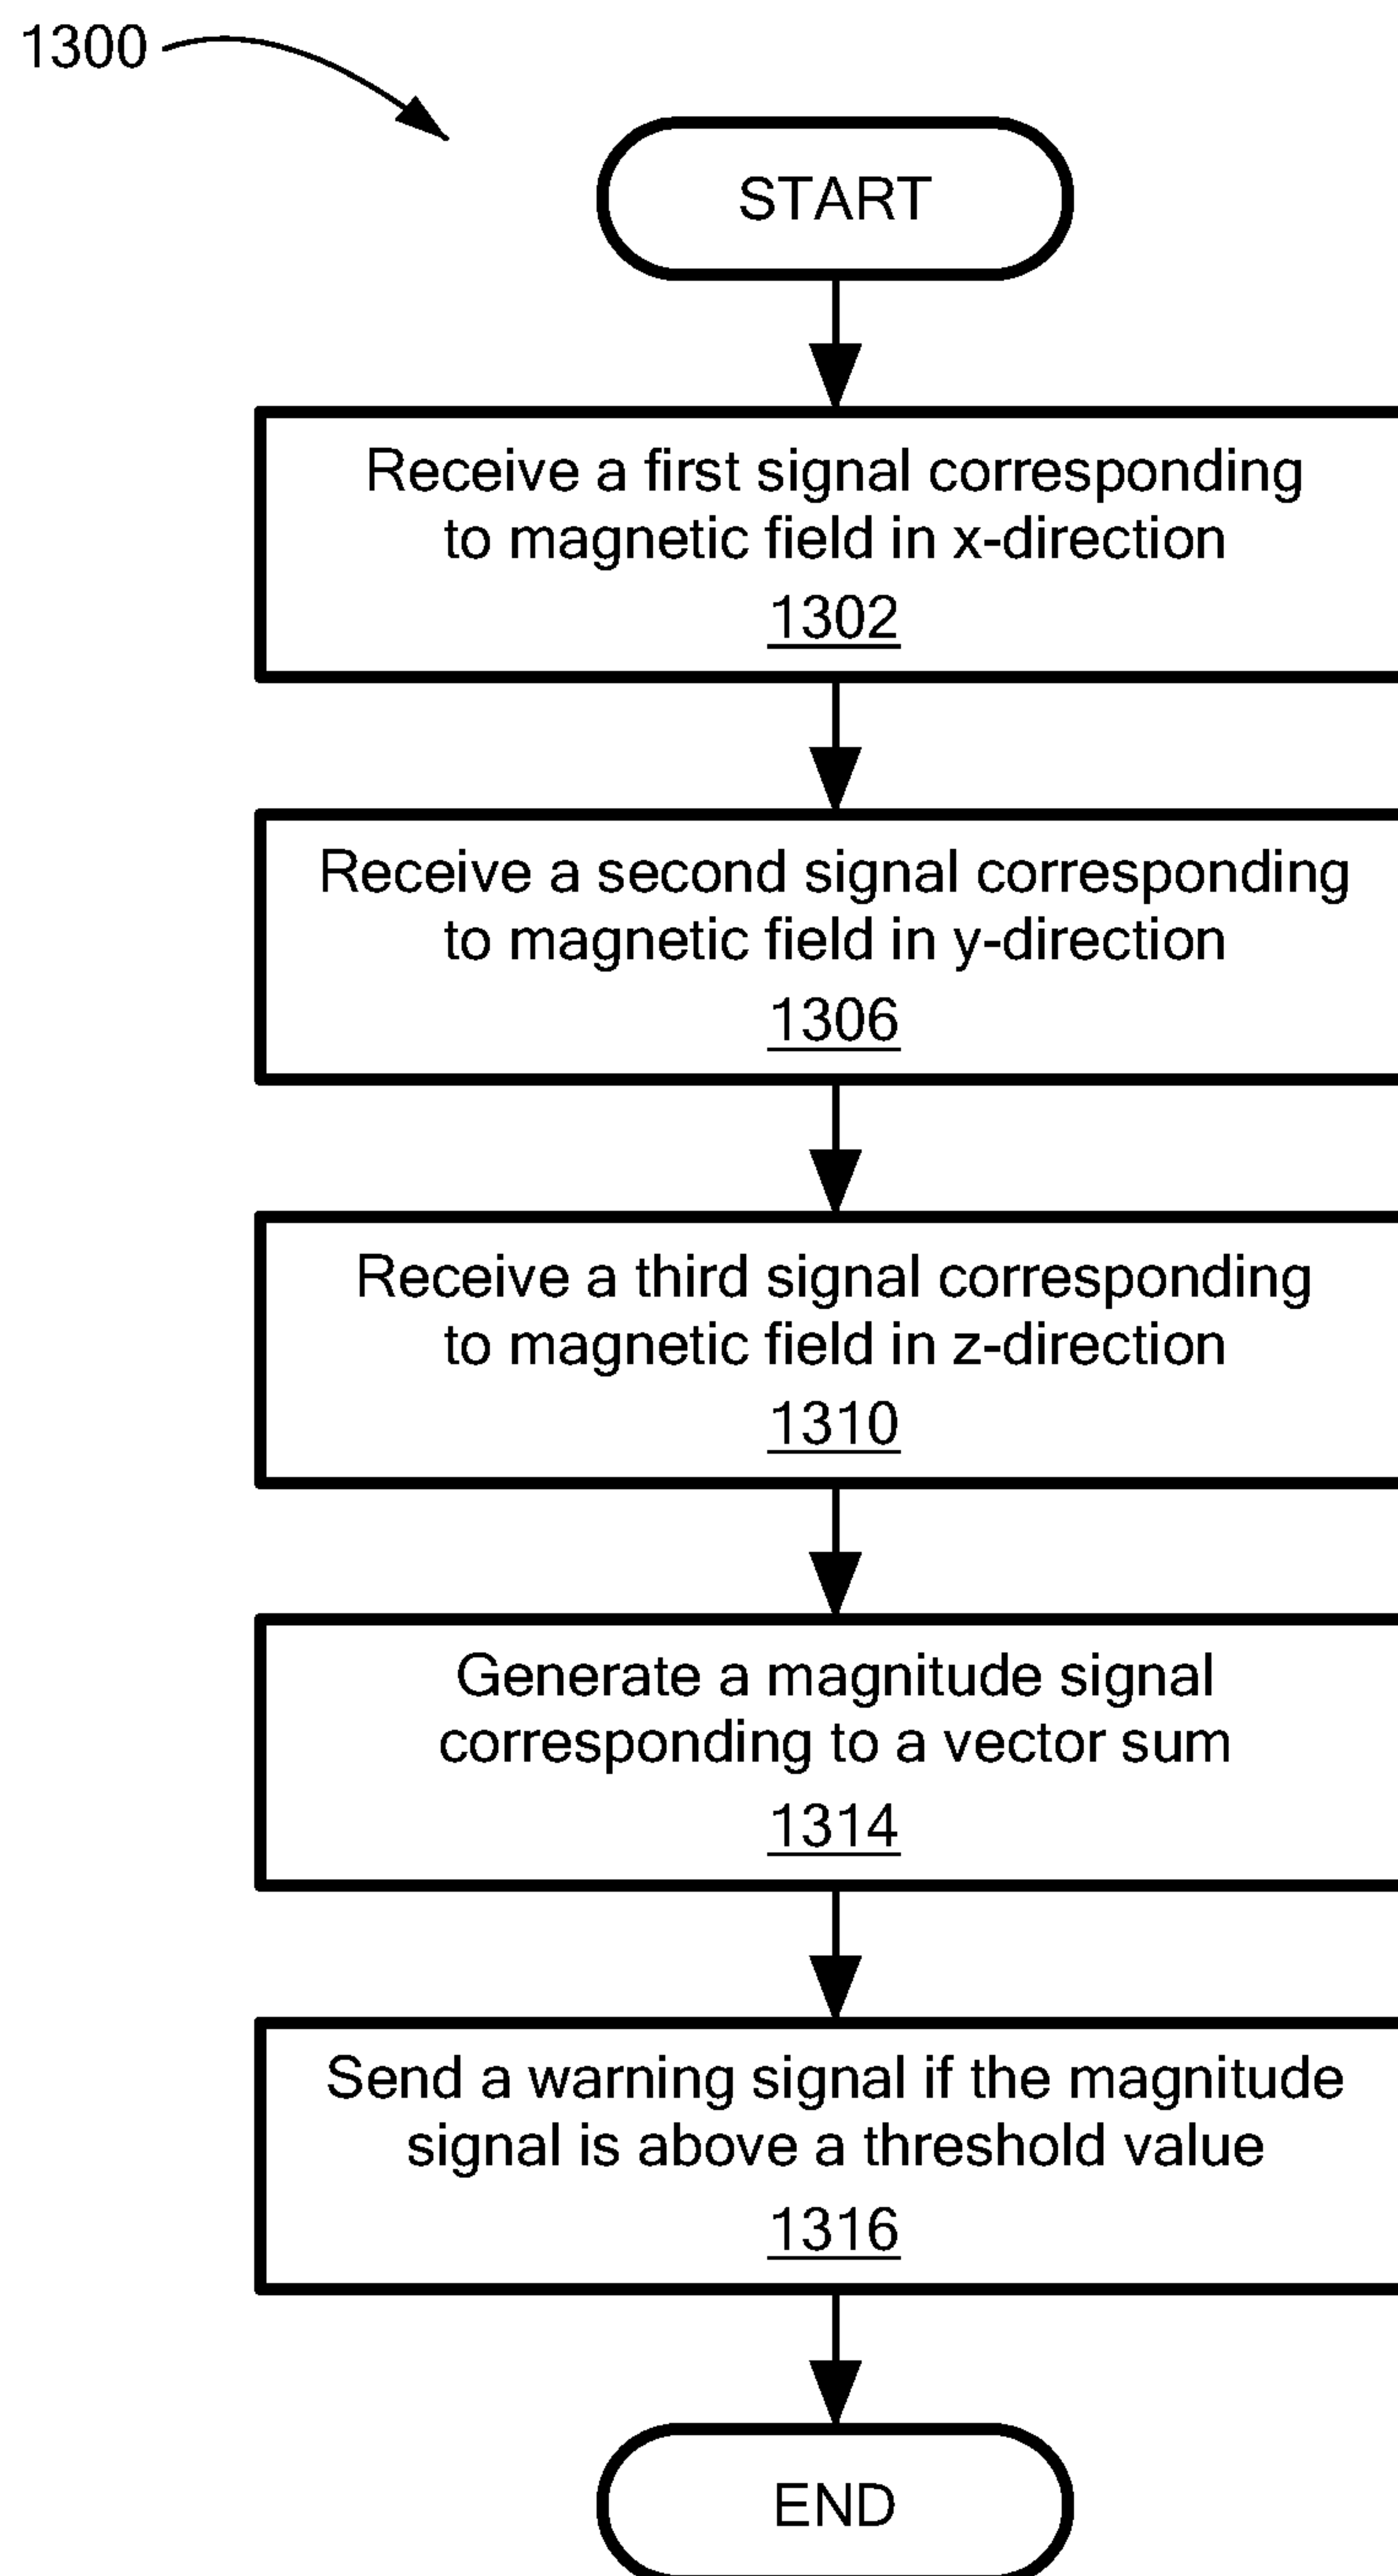 1300
START
Receive a first signal corresponding
to magnetic field in x-direction
1302
Receive a second signal corresponding
to magnetic field in y-direction
1306
Receive a third signal corresponding
to magnetic field in z-direction
1310
Generate a magnitude signal
corresponding to a vector sum
1314
Send a warning signal if the magnitude
signal is above a threshold value
1316
END